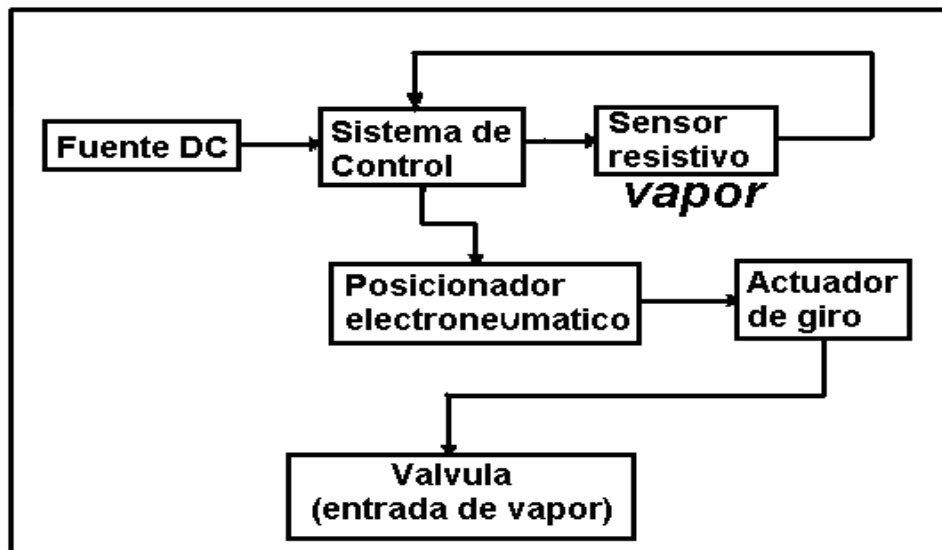 Fuente DC
Sistema de
Control
Sensor
resistivo
vapor
Posicionador
electroneumatico
Actuador
de giro
Valvula
(entrada de vapor)